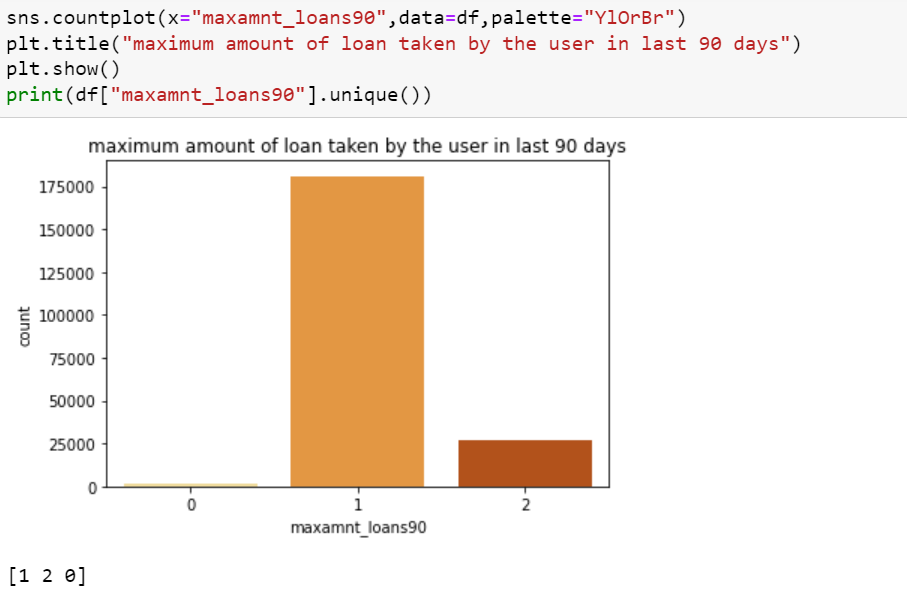 sns.countplot(x="maxamnt_loans90",data=df,palette="YlOrBr")
plt.title("maximum amount of loan taken by the user in last 90 days")
plt.show()
print(df["maxamnt_loans90"].unique())
maximum amount of loan taken by the user in last 90 days
175000
150000
125000
100000
75000
50000
25000
0
count
0 1 2
maxamnt_loans90
[1 2 0]